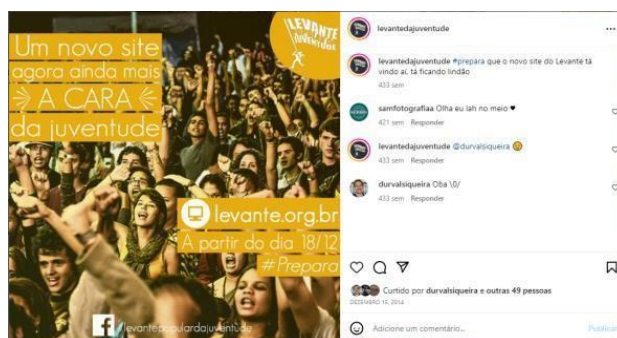 Um novo site
agora ainda mais
A CARA
da juventude
LEVANTE
POPULAR DA
JUVENTUDE
levante.org.br
A partir do dia 18/12
#Prepara
/levantepopulardajuventude
levantedajuventude
levantedajuventude #prepara que o novo site do Levante tá
vindo aí, tá ficando lindão
433 sem
samfotografiaa Olha eu lah no meio ♥
421 sem Responder
levantedajuventude @durvalsiqueira
433 sem Responder
durvalsiqueira Oba \0/
433 sem Responder
Curtido por durvalsiqueira e outras 49 pessoas
DEZEMBRO 15, 2014
Adicione um comentário...
Publicar